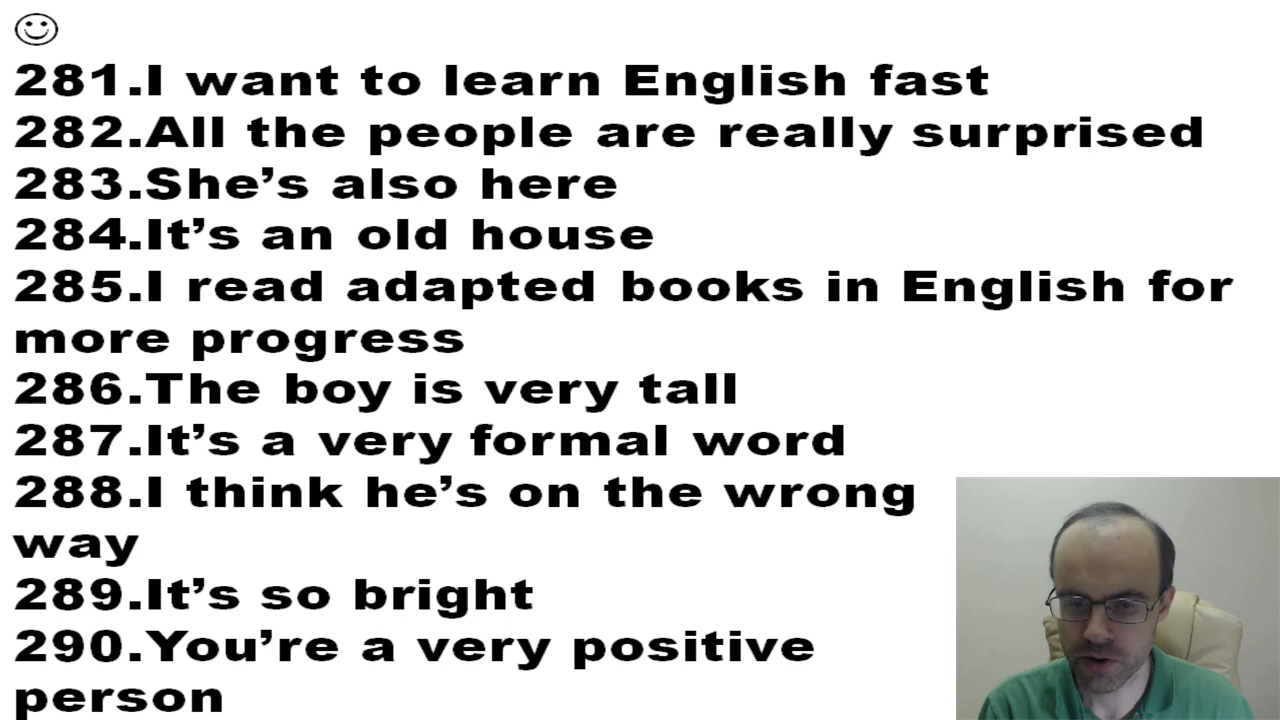 281.I want to learn English fast
282.All the people are really surprised
283.She’s also here
284.It’s an old house
285.I read adapted books in English for
more progress
286.The boy is very tall
287.It’s a very formal word
288.I think he’s on the wrong
way
289.It’s so bright
290.You’re a very positive
person